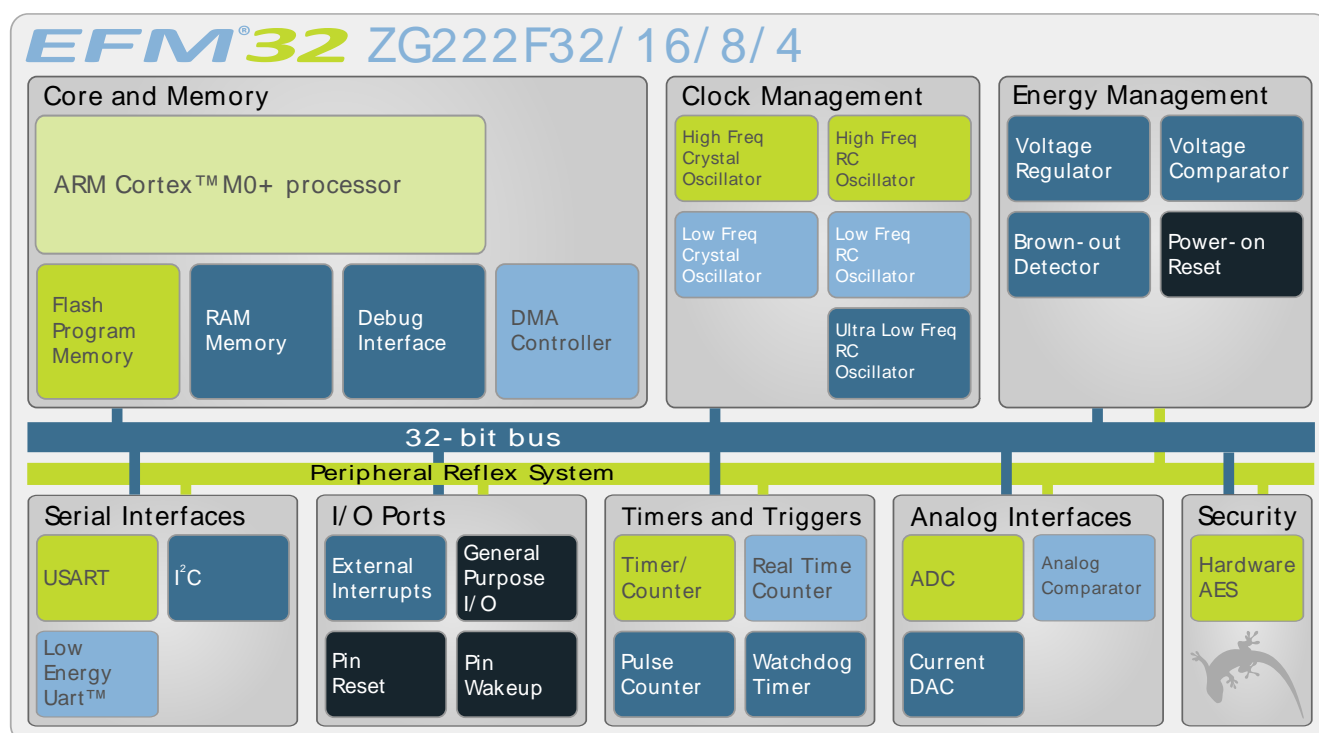 EFM®32 ZG222F32/16/8/4
Core and Memory
ARM Cortex™ M0+ processor
Flash
Program
Memory
RAM
Memory
Debug
Interface
DMA
Controller
Clock Management
High Freq
Crystal
Oscillator
High Freq
RC
Oscillator
Low Freq
Crystal
Oscillator
Low Freq
RC
Oscillator
Ultra Low Freq
RC
Oscillator
Energy Management
Voltage
Regulator
Voltage
Comparator
Brown-out
Detector
Power-on
Reset
32-bit bus
Peripheral Reflex System
Serial Interfaces
USART
I²C
Low
Energy
Uart™
I/O Ports
External
Interrupts
General
Purpose
I/O
Pin
Reset
Pin
Wakeup
Timers and Triggers
Timer/
Counter
Real Time
Counter
Pulse
Counter
Watchdog
Timer
Analog Interfaces
ADC
Analog
Comparator
Current
DAC
Security
Hardware
AES